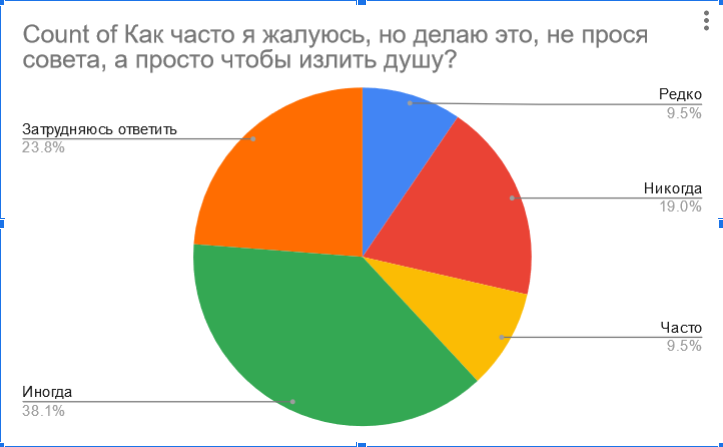 Count of Как часто я жалуюсь, но делаю это, не прося
совета, а просто чтобы излить душу?
Редко
9.5%
Затрудняюсь ответить
23.8%
Никогда
19.0%
Часто
9.5%
Иногда
38.1%